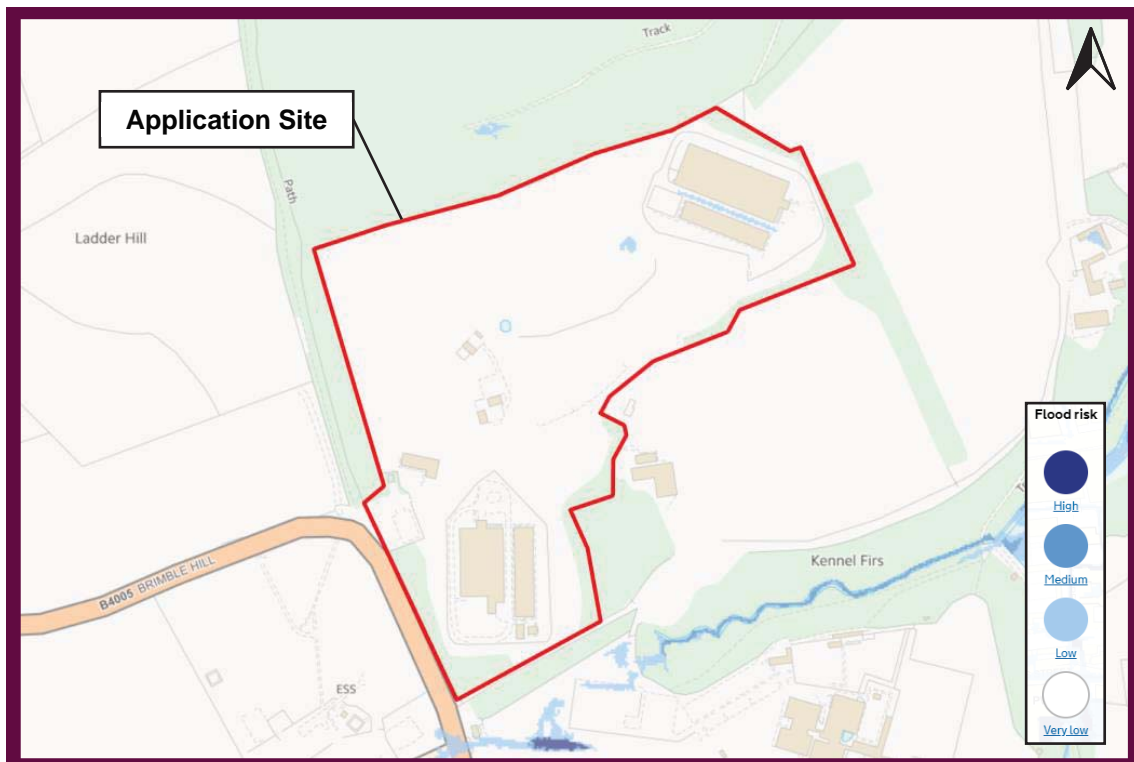 Track
Application Site
Path
Ladder Hill
Flood risk
High
Medium
Low
Very low
Kennel Firs
B4005 BRIMBLE HILL
ESS